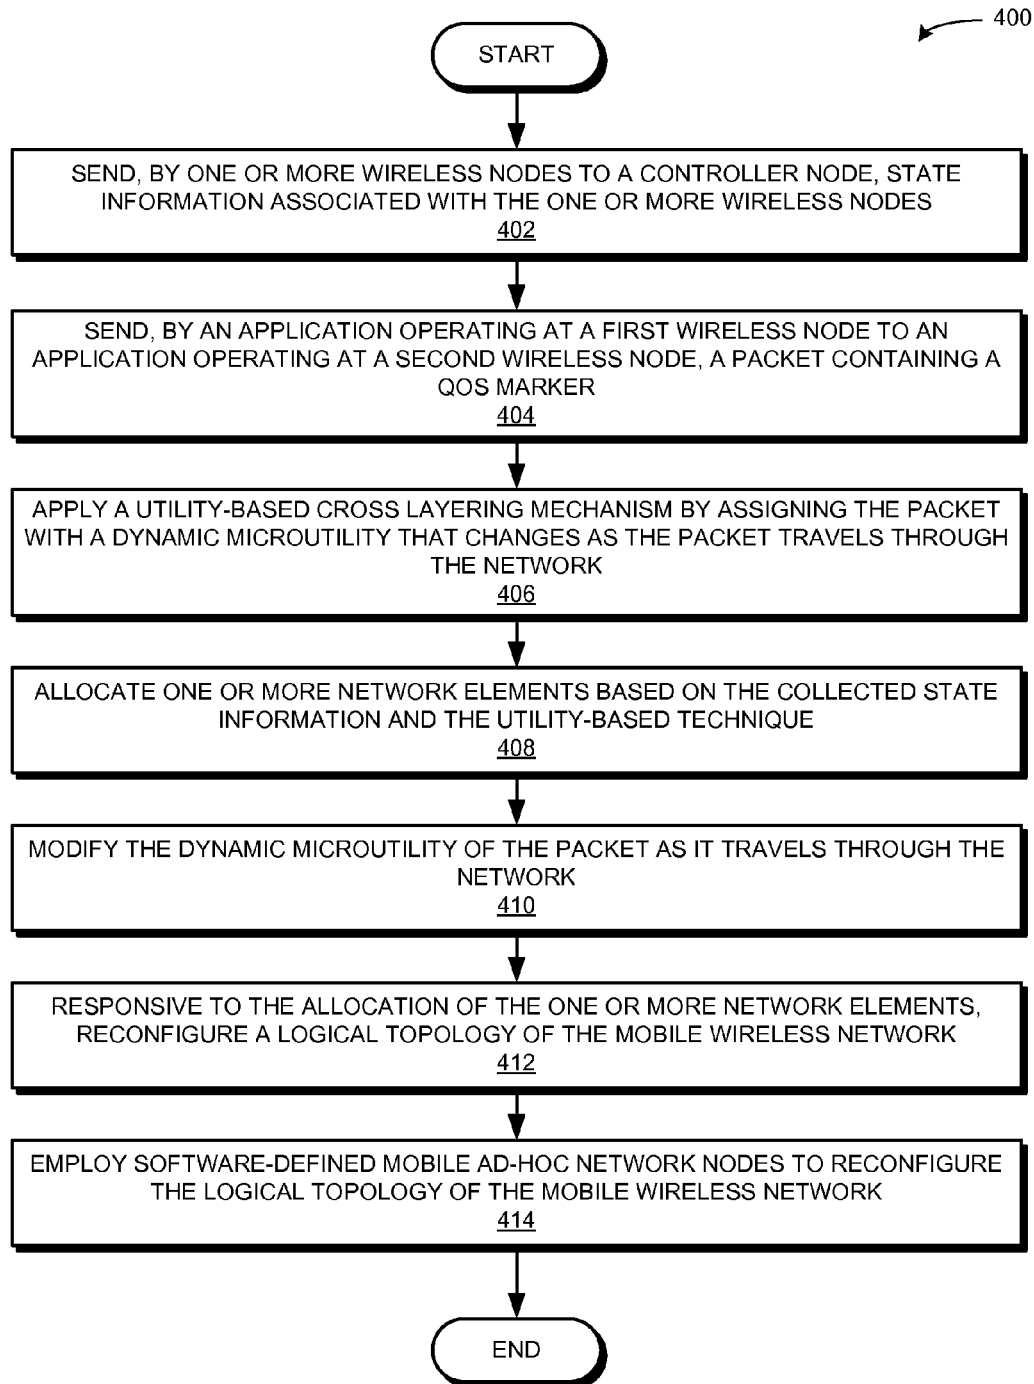 400
START
SEND, BY ONE OR MORE WIRELESS NODES TO A CONTROLLER NODE, STATE
INFORMATION ASSOCIATED WITH THE ONE OR MORE WIRELESS NODES
402
SEND, BY AN APPLICATION OPERATING AT A FIRST WIRELESS NODE TO AN
APPLICATION OPERATING AT A SECOND WIRELESS NODE, A PACKET CONTAINING A
QOS MARKER
404
APPLY A UTILITY-BASED CROSS LAYERING MECHANISM BY ASSIGNING THE PACKET
WITH A DYNAMIC MICROUTILITY THAT CHANGES AS THE PACKET TRAVELS THROUGH
THE NETWORK
406
ALLOCATE ONE OR MORE NETWORK ELEMENTS BASED ON THE COLLECTED STATE
INFORMATION AND THE UTILITY-BASED TECHNIQUE
408
MODIFY THE DYNAMIC MICROUTILITY OF THE PACKET AS IT TRAVELS THROUGH THE
NETWORK
410
RESPONSIVE TO THE ALLOCATION OF THE ONE OR MORE NETWORK ELEMENTS,
RECONFIGURE A LOGICAL TOPOLOGY OF THE MOBILE WIRELESS NETWORK
412
EMPLOY SOFTWARE-DEFINED MOBILE AD-HOC NETWORK NODES TO RECONFIGURE
THE LOGICAL TOPOLOGY OF THE MOBILE WIRELESS NETWORK
414
END